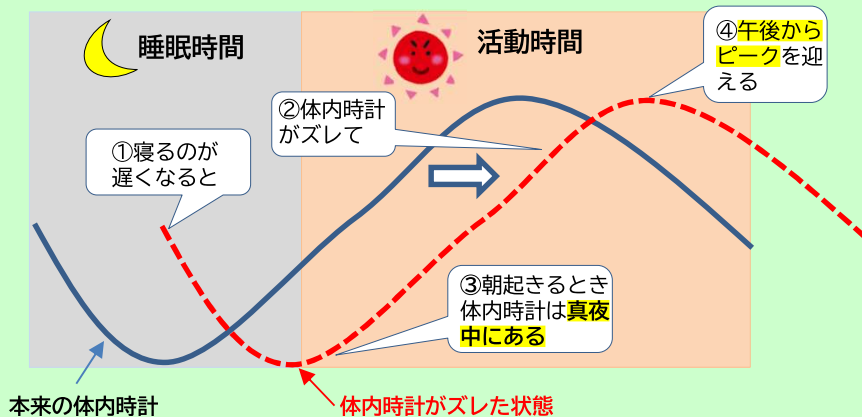 睡眠時間
活動時間
④午後から
ピークを迎
える
②体内時計
がズレて
①寝るのが
遅くなると
③朝起きるとき
体内時計は真夜
中にある
本来の体内時計
体内時計がズレた状態